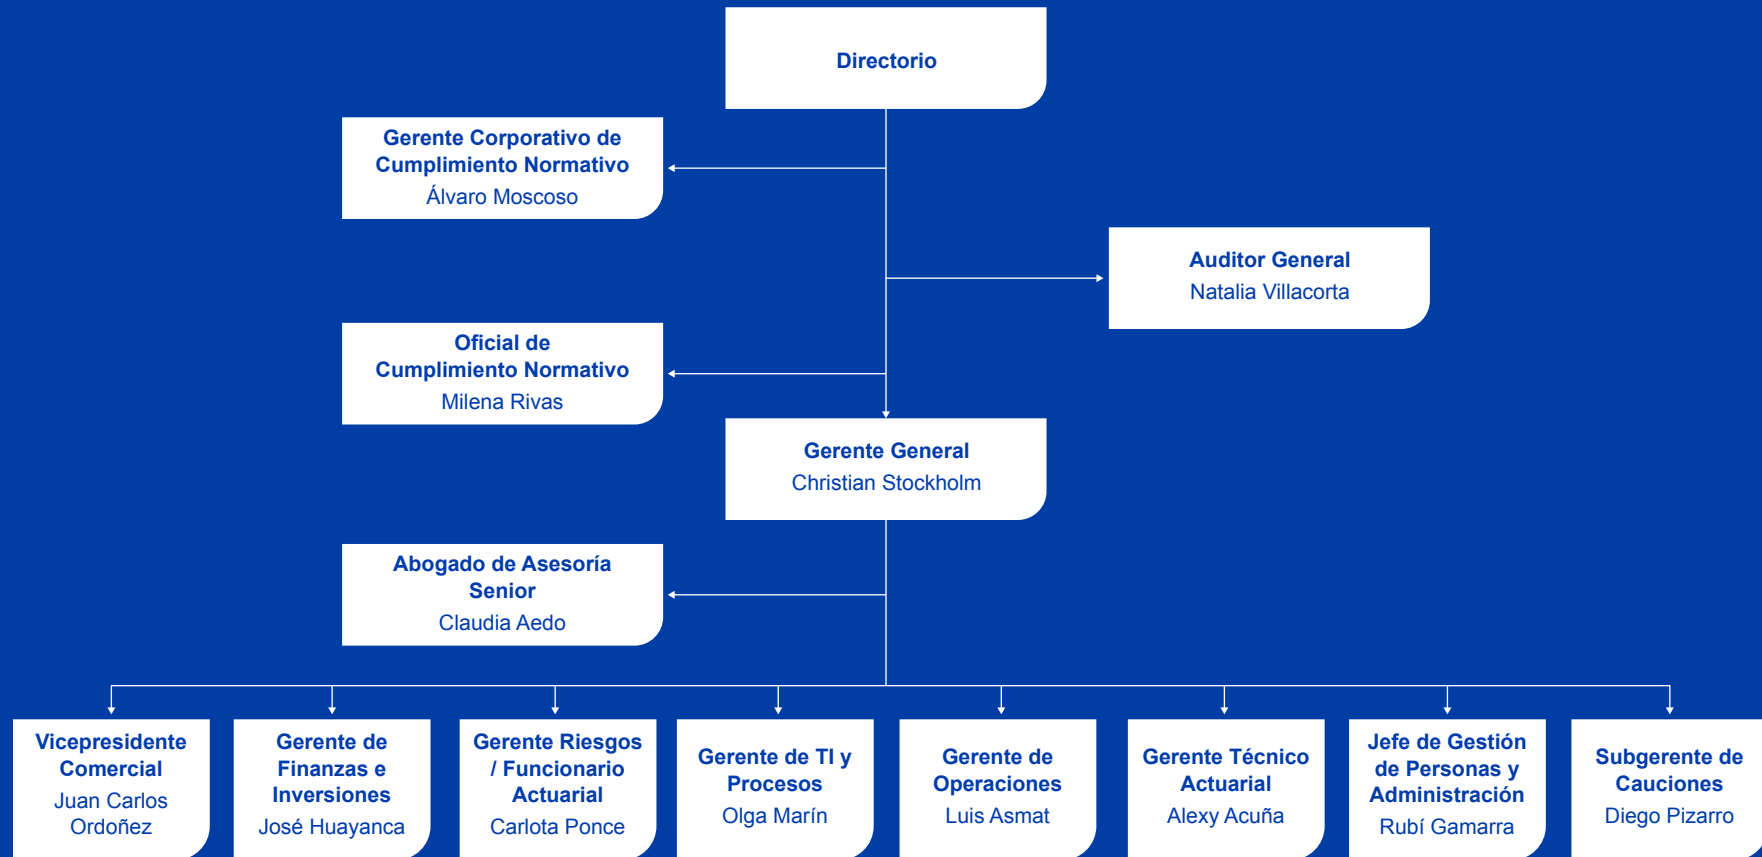 Directorio
Gerente Corporativo de
Cumplimiento Normativo
Álvaro Moscoso
Auditor General
Natalia Villacorta
Oficial de
Cumplimiento Normativo
Milena Rivas
Gerente General
Christian Stockholm
Abogado de Asesoría
Senior
Claudia Aedo
Vicepresidente
Comercial
Juan Carlos
Ordoñez
Gerente de
Finanzas e
Inversiones
José Huayanca
Gerente Riesgos
/ Funcionario
Actuarial
Carlota Ponce
Gerente de TI y
Procesos
Olga Marín
Gerente de
Operaciones
Luis Asmat
Gerente Técnico
Actuarial
Alexy Acuña
Jefe de Gestión
de Personas y
Administración
Rubí Gamarra
Subgerente de
Cauciones
Diego Pizarro